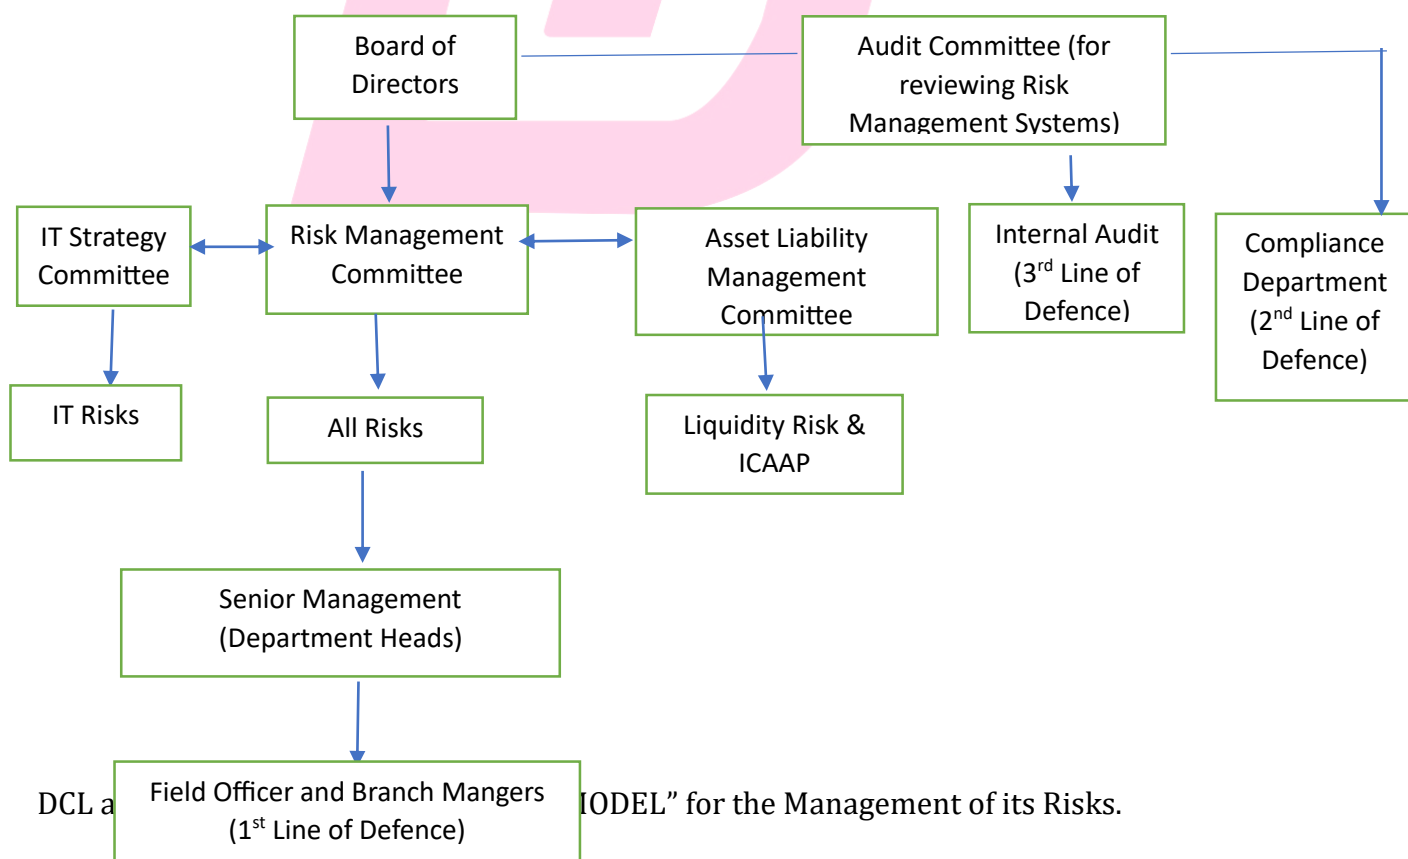 Board of
Directors
Audit Committee (for
reviewing Risk
Management Systems)
IT Strategy
Committee
Risk Management
Committee
Asset Liability
Management
Committee
Internal Audit
(3rd Line of
Defence)
Compliance
Department
(2nd Line of
Defence)
IT Risks
All Risks
Liquidity Risk &
ICAAP
Senior Management
(Department Heads)
Field Officer and Branch Mangers
(1st Line of Defence)
DCL ODEL” for the Management of its Risks.